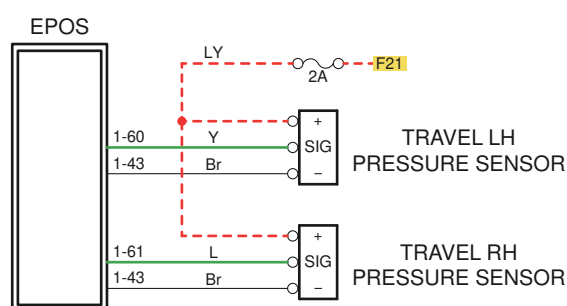 EPOS
LY
2A
F21
+
1-60 Y SIG
1-43 Br –
TRAVEL LH
PRESSURE SENSOR
+
1-61 L SIG
1-43 Br –
TRAVEL RH
PRESSURE SENSOR